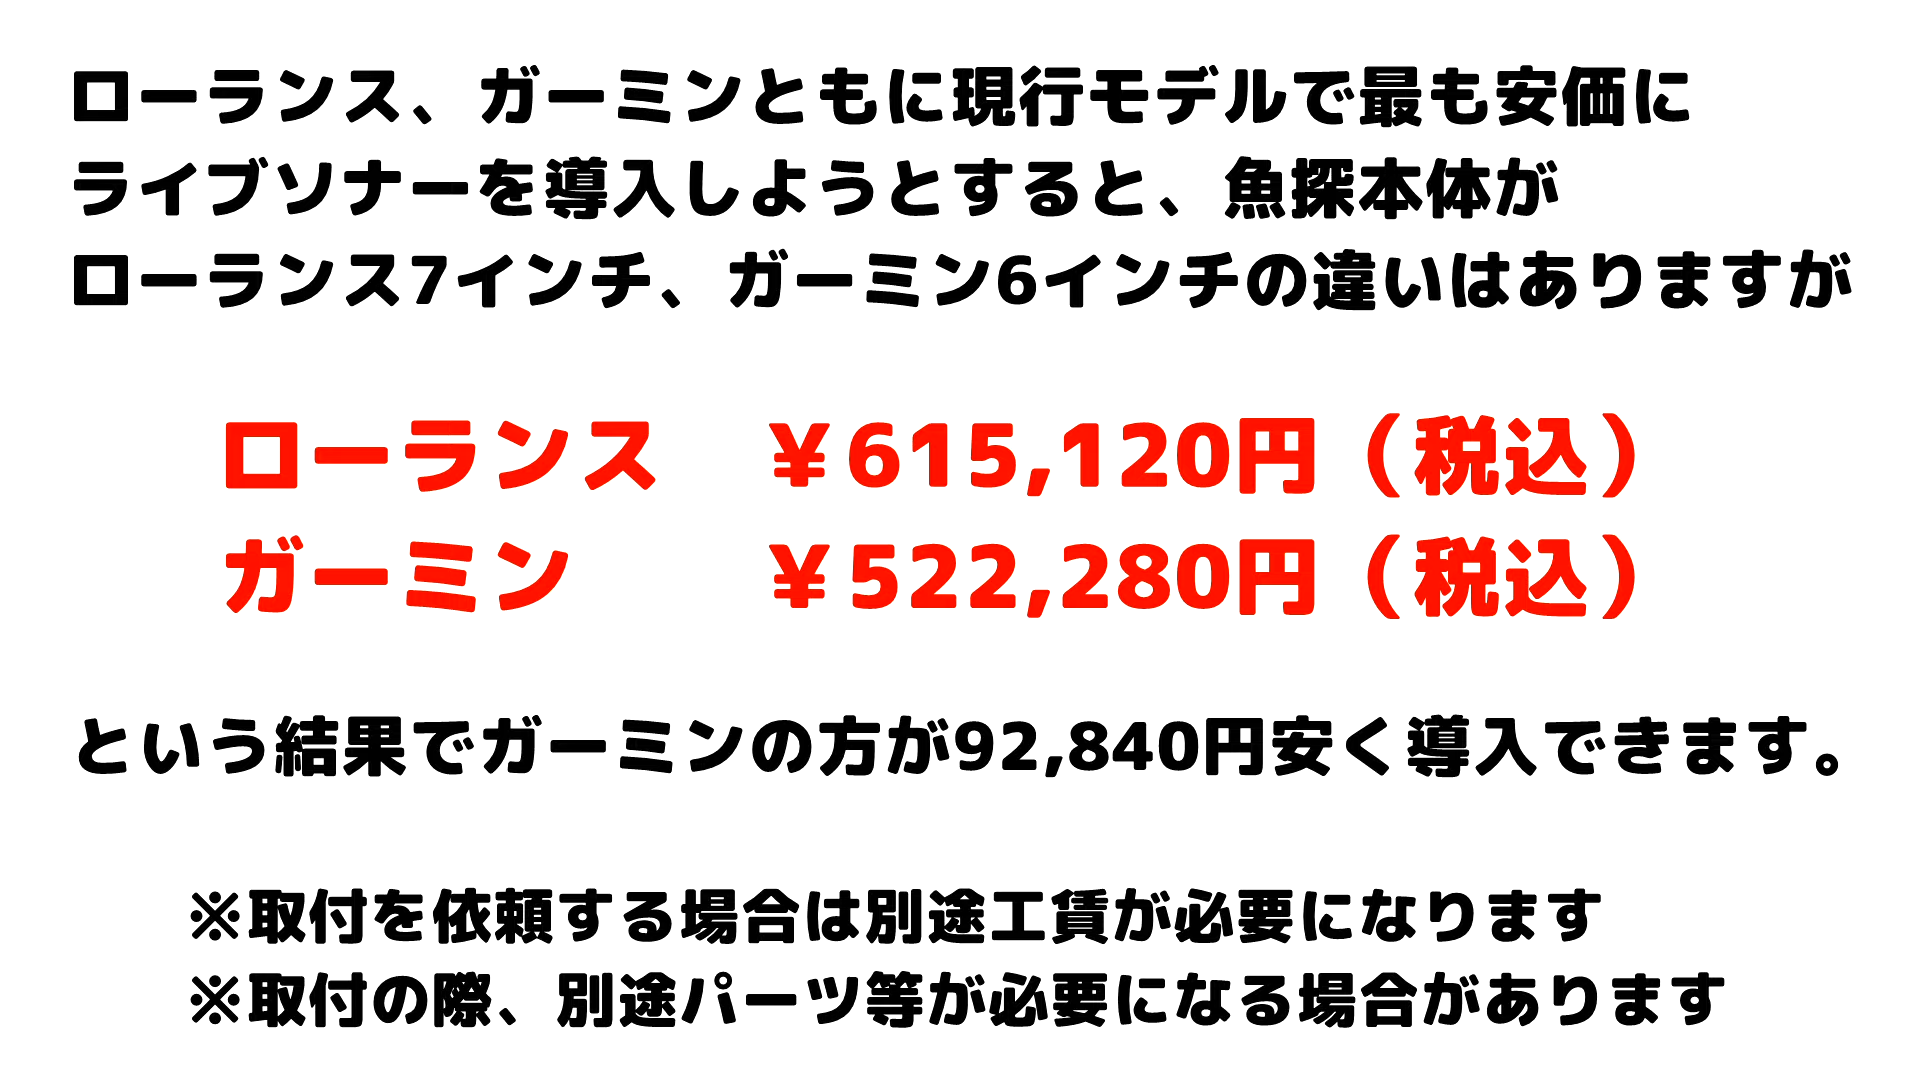 ローランス、ガーミンともに現行モデルで最も安価に
ライブソナーを導入しようとすると、魚探本体が
ローランス7インチ、ガーミン6インチの違いはありますが
ローランス　￥615,120円（税込）
ガーミン　￥522,280円（税込）
という結果でガーミンの方が92,840円安く導入できます。
※取付を依頼する場合は別途工賃が必要になります
※取付の際、別途パーツ等が必要になる場合があります